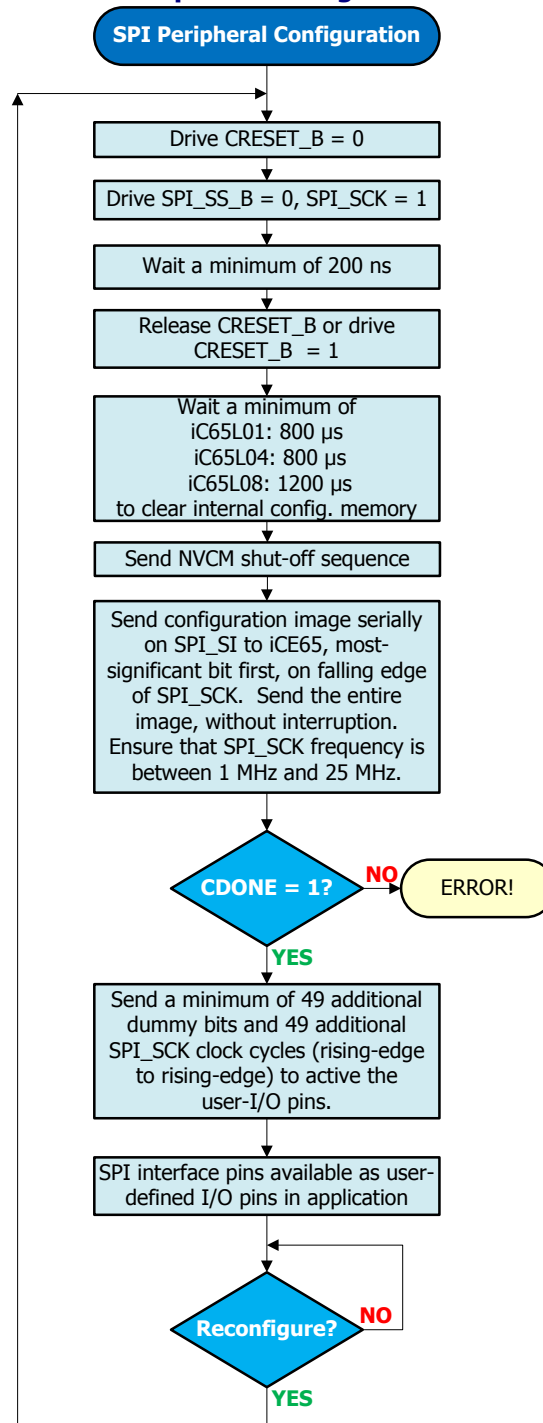 SPI Peripheral Configuration
Drive CRESET_B = 0
Drive SPI_SS_B = 0, SPI_SCK = 1
Wait a minimum of 200 ns
Release CRESET_B or drive
CRESET_B = 1
Wait a minimum of
iC65L01: 800 µs
iC65L04: 800 µs
iC65L08: 1200 µs
to clear internal config. memory
Send NVCM shut-off sequence
Send configuration image serially
on SPI_SI to iCE65, most-
significant bit first, on falling edge
of SPI_SCK. Send the entire
image, without interruption.
Ensure that SPI_SCK frequency is
between 1 MHz and 25 MHz.
CDONE = 1?
NO
ERROR!
YES
Send a minimum of 49 additional
dummy bits and 49 additional
SPI_SCK clock cycles (rising-edge
to rising-edge) to active the
user-I/O pins.
SPI interface pins available as user-
defined I/O pins in application
Reconfigure?
NO
YES